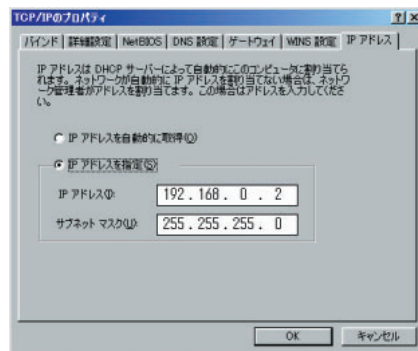 TCP/IPのプロパティ
バインド 詳細設定 NetBIOS DNS 設定 ゲートウェイ WINS 設定 IP アドレス
IP アドレスは DHCP サーバーによって自動的にこのコンピュータに割り当てら
れます。ネットワークが自動的に IP アドレスを割り当てない場合は、ネットワ
ーク管理者がアドレスを割り当てます。この場合はアドレスを入力してくださ
い。
IP アドレスを自動的に取得(O)
IP アドレスを指定(S)
IP アドレス(I): 192.168.0.2
サブネット マスク(U): 255.255.255.0
OK キャンセル